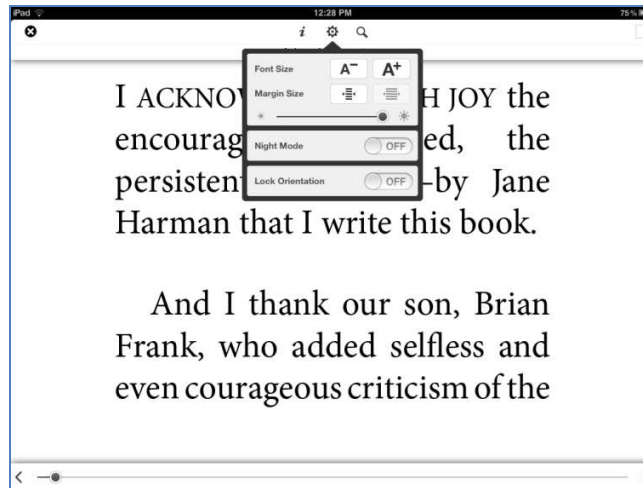 iPad 12:28 PM 75%
i
Font Size A- A+
Margin Size
Night Mode OFF
Lock Orientation OFF
I ACKNO H JOY the
encourag ed, the
persisten -by Jane
Harman that I write this book.
And I thank our son, Brian
Frank, who added selfless and
even courageous criticism of the